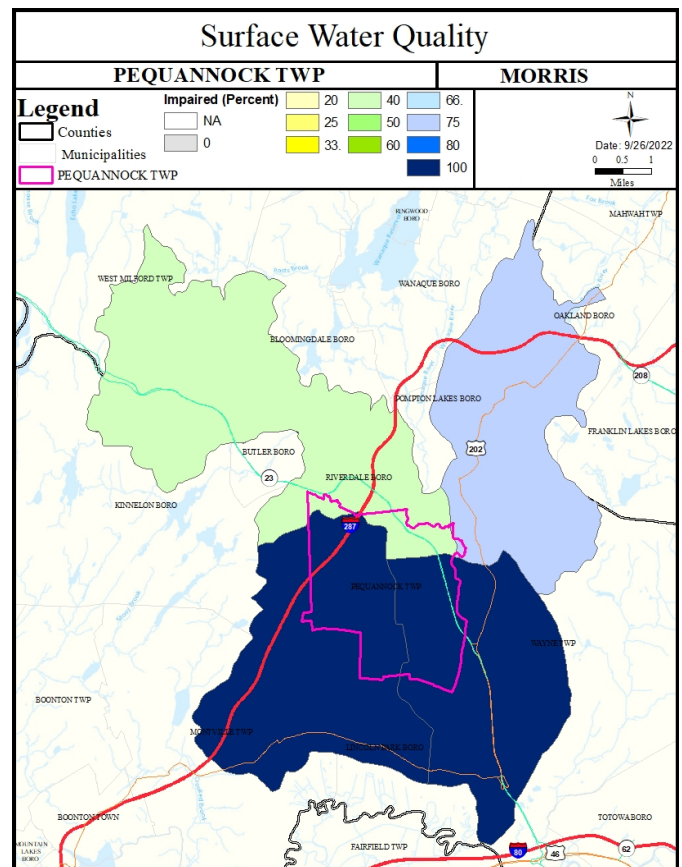 Surface Water Quality
PEQUANNOCK TWP
MORRIS
Legend
Counties
Municipalities
PEQUANNOCK TWP
Impaired (Percent)
NA
0
20
25
33.
40
50
60
66.
75
80
100
N
Date: 9/26/2022
0 0.5 1
Miles
RINGWOOD
BORO
MAHWAH TWP
WEST MILFORD TWP
WANAQUE BORO
OAKLAND BORO
BLOOMINGDALE BORO
208
POMPTON LAKES BORO
FRANKLIN LAKES BORO
BUTLER BORO
202
23
RIVERDALE BORO
KINNELON BORO
287
PEQUANNOCK TWP
WAYNE TWP
BOONTON TWP
MONTVILLE TWP
LINCOLN PARK BORO
BOONTON TOWN
TOTOWA BORO
MOUNTAIN
LAKES
BORO
FAIRFIELD TWP
80
46
62